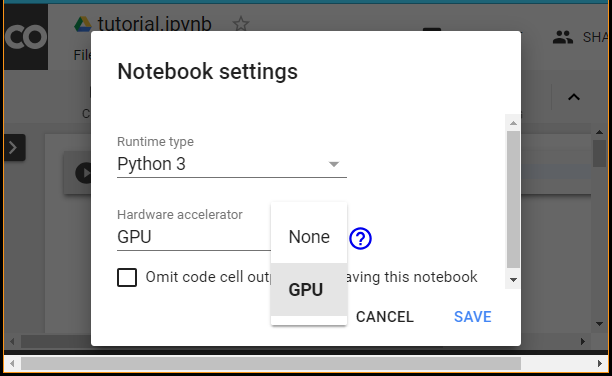 CO
tutorial.ipynb
File
SHA
Notebook settings
Runtime type
Python 3
Hardware accelerator
GPU
None
GPU
Omit code cell outp
aving this notebook
CANCEL
SAVE